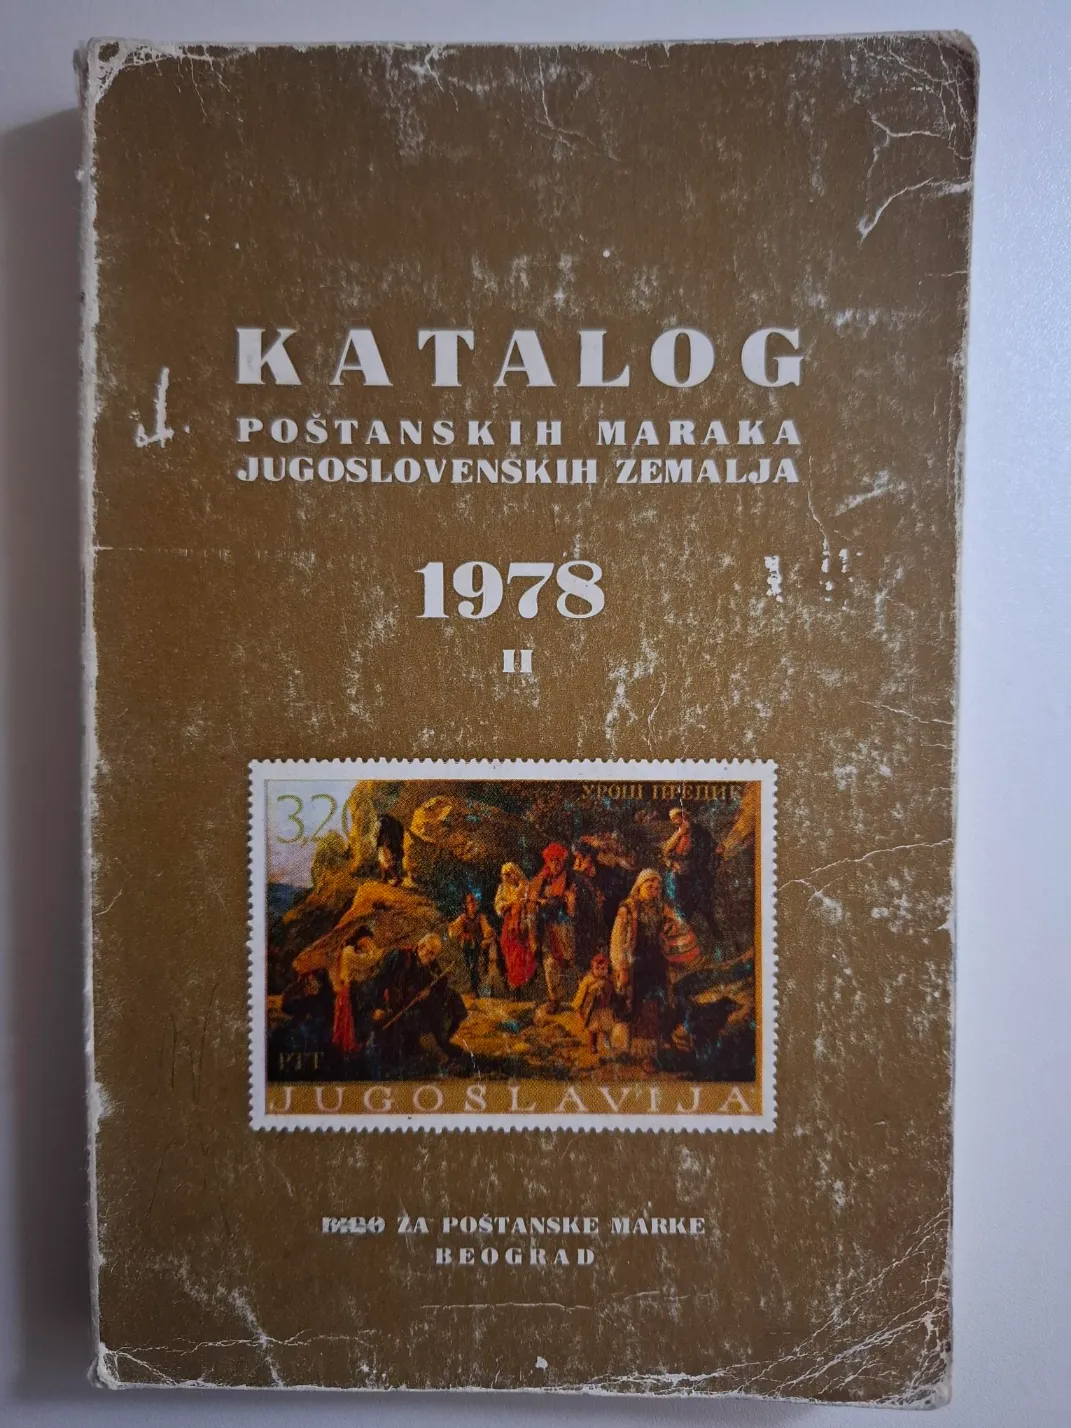 KATALOG
POŠTANSKIH MARAKA
JUGOSLOVENSKIH ZEMALJA
1978
II
3,20
УРОШ ПРЕДИЋ
PTT
JUGOSLAVIJA
ZA POŠTANSKE MARKE
BEOGRAD